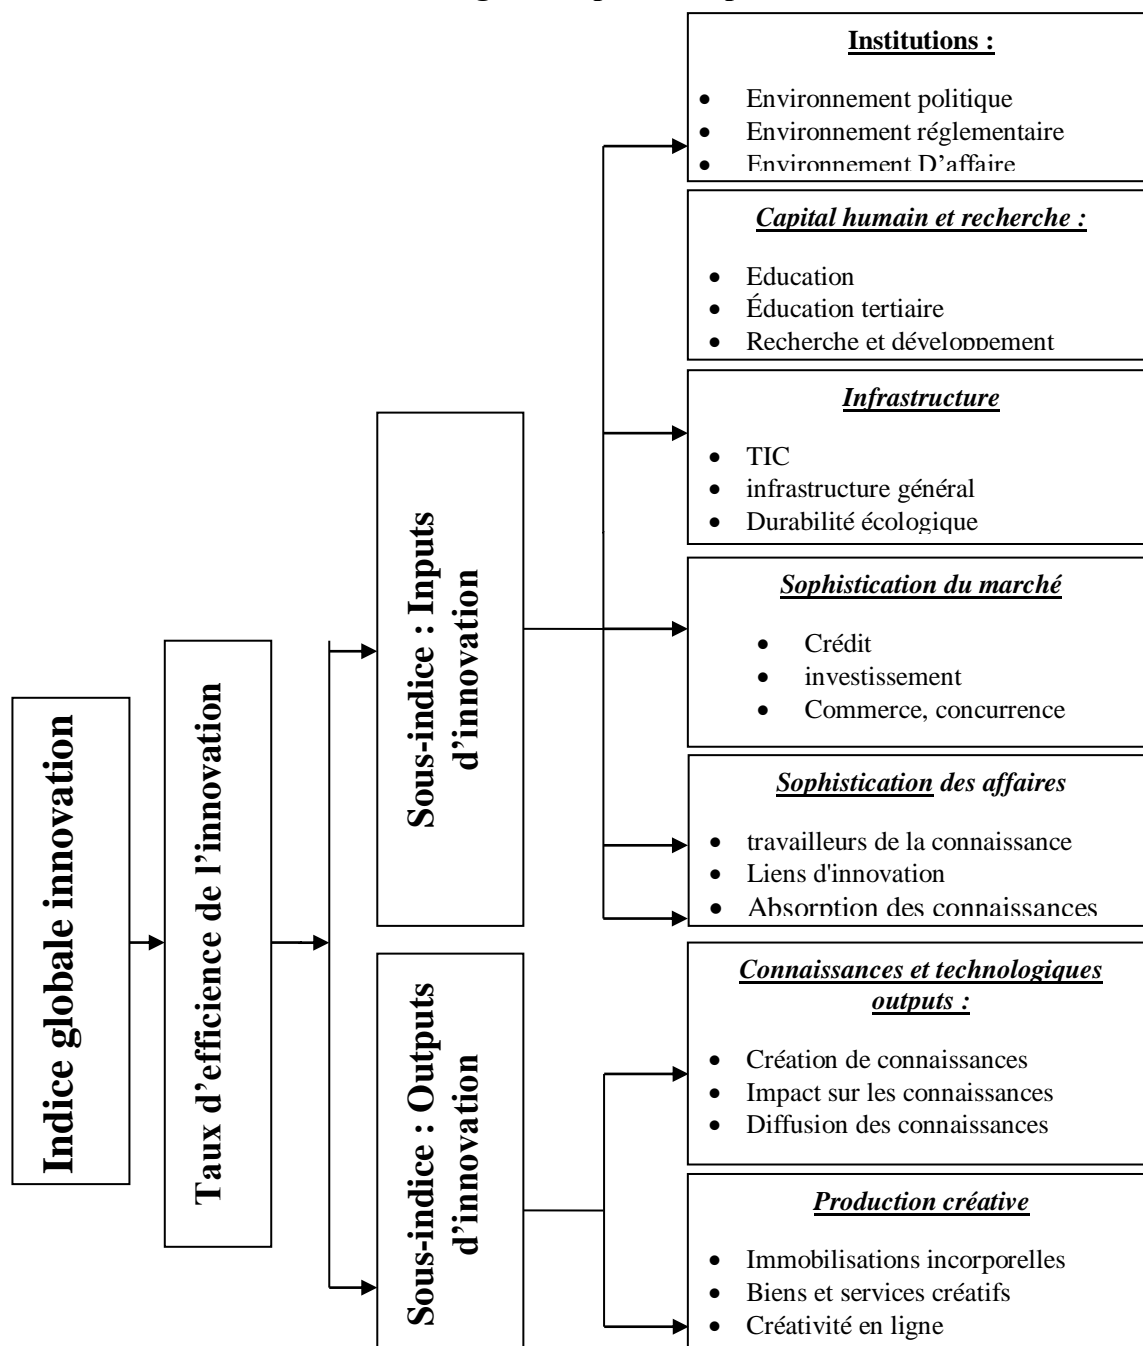 Institutions :
• Environnement politique
• Environnement réglementaire
• Environnement D’affaire
Capital humain et recherche :
• Education
• Éducation tertiaire
• Recherche et développement
Infrastructure
• TIC
• infrastructure général
• Durabilité écologique
Sophistication du marché
• Crédit
• investissement
• Commerce, concurrence
Sophistication des affaires
• travailleurs de la connaissance
• Liens d'innovation
• Absorption des connaissances
Connaissances et technologiques
outputs :
• Création de connaissances
• Impact sur les connaissances
• Diffusion des connaissances
Production créative
• Immobilisations incorporelles
• Biens et services créatifs
• Créativité en ligne
Sous-indice : Inputs
d’innovation
Sous-indice : Outputs
d’innovation
Taux d’efficience de l’innovation
Indice globale innovation